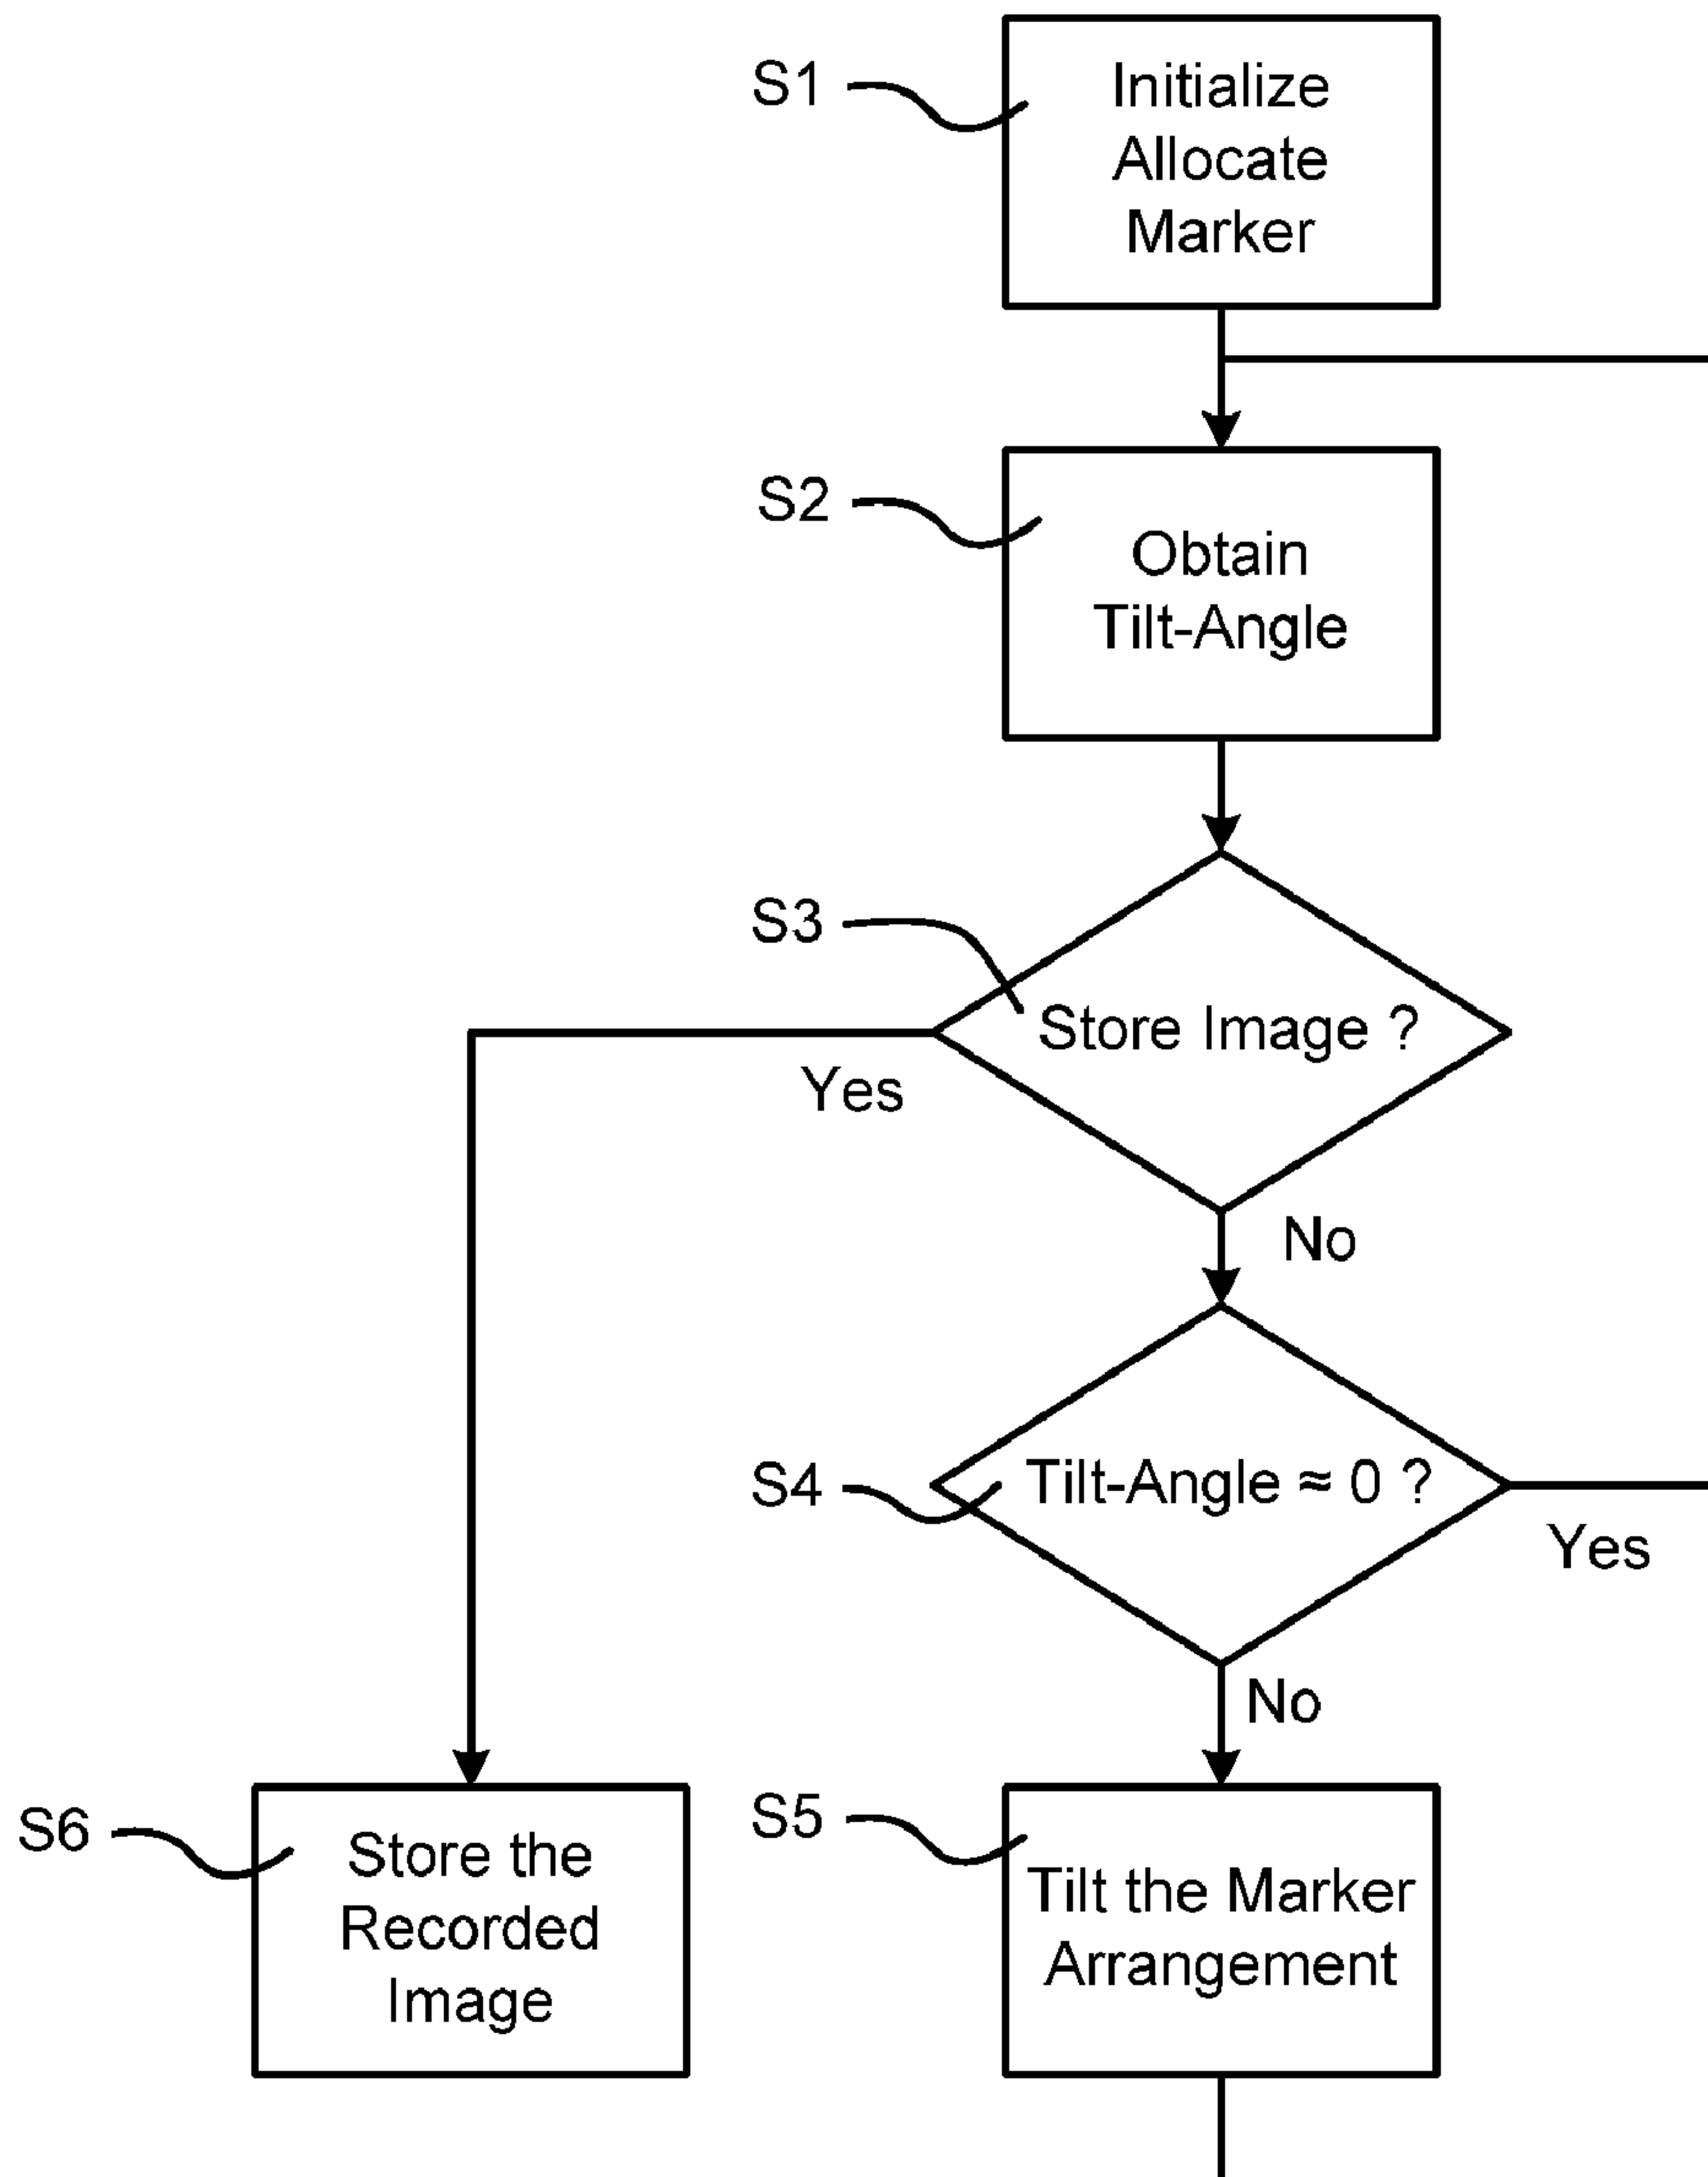 S1
Initialize
Allocate
Marker
S2
Obtain
Tilt-Angle
S3
Store Image ?
Yes
No
S4
Tilt-Angle ≈ 0 ?
Yes
No
S6
Store the
Recorded
Image
S5
Tilt the Marker
Arrangement